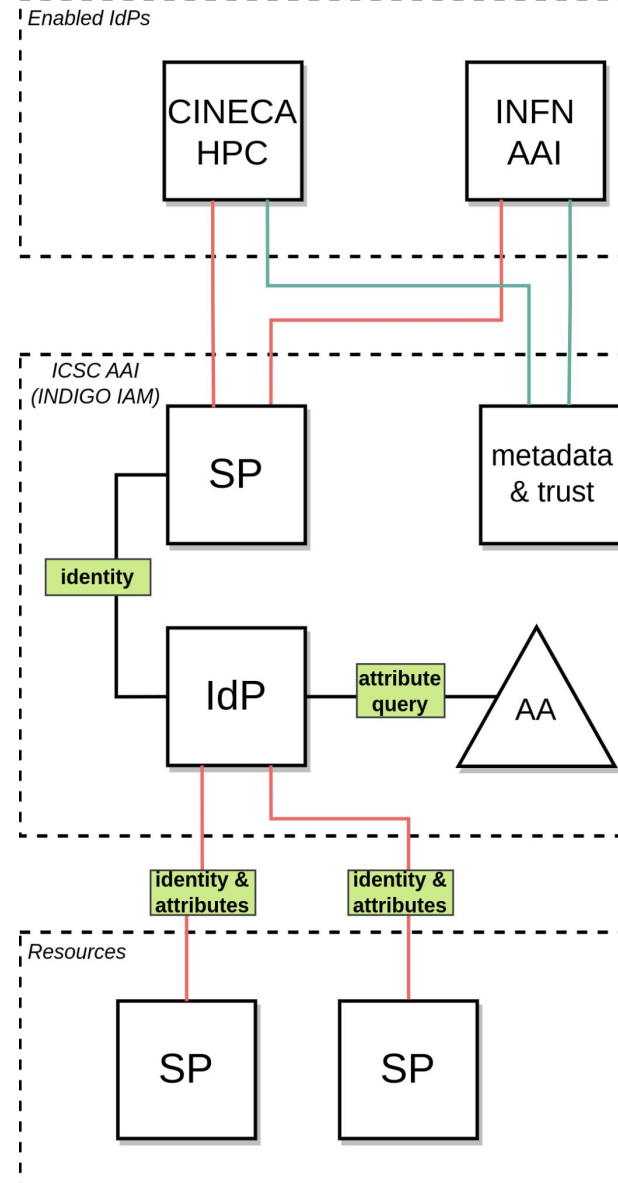 Enabled IdPs
CINECA
HPC
INFN
AAI
ICSC AAI
(INDIGO IAM)
SP
metadata
& trust
identity
IdP
attribute
query
AA
identity &
attributes
identity &
attributes
Resources
SP
SP